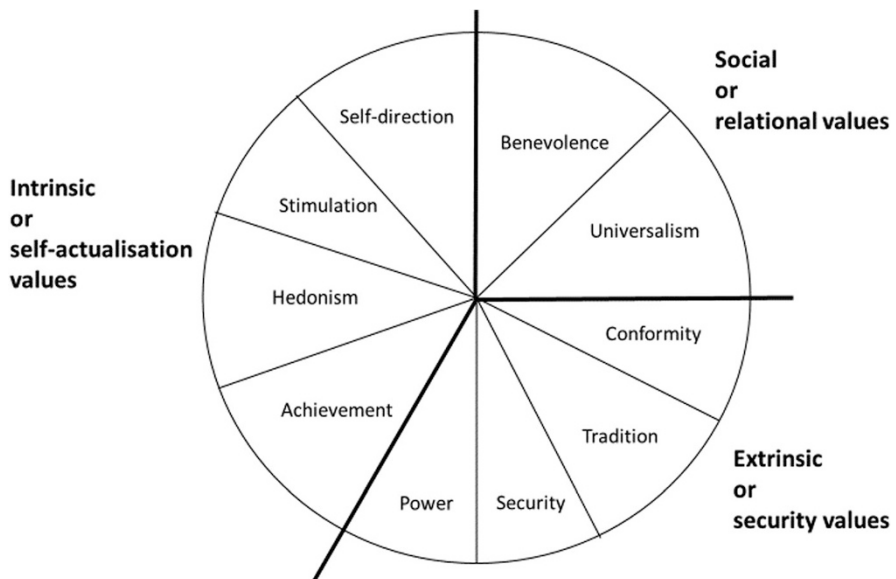 Social
or
relational values
Self-direction
Benevolence
Intrinsic
or
self-actualisation
values
Stimulation
Universalism
Hedonism
Conformity
Achievement
Tradition
Extrinsic
or
security values
Power
Security